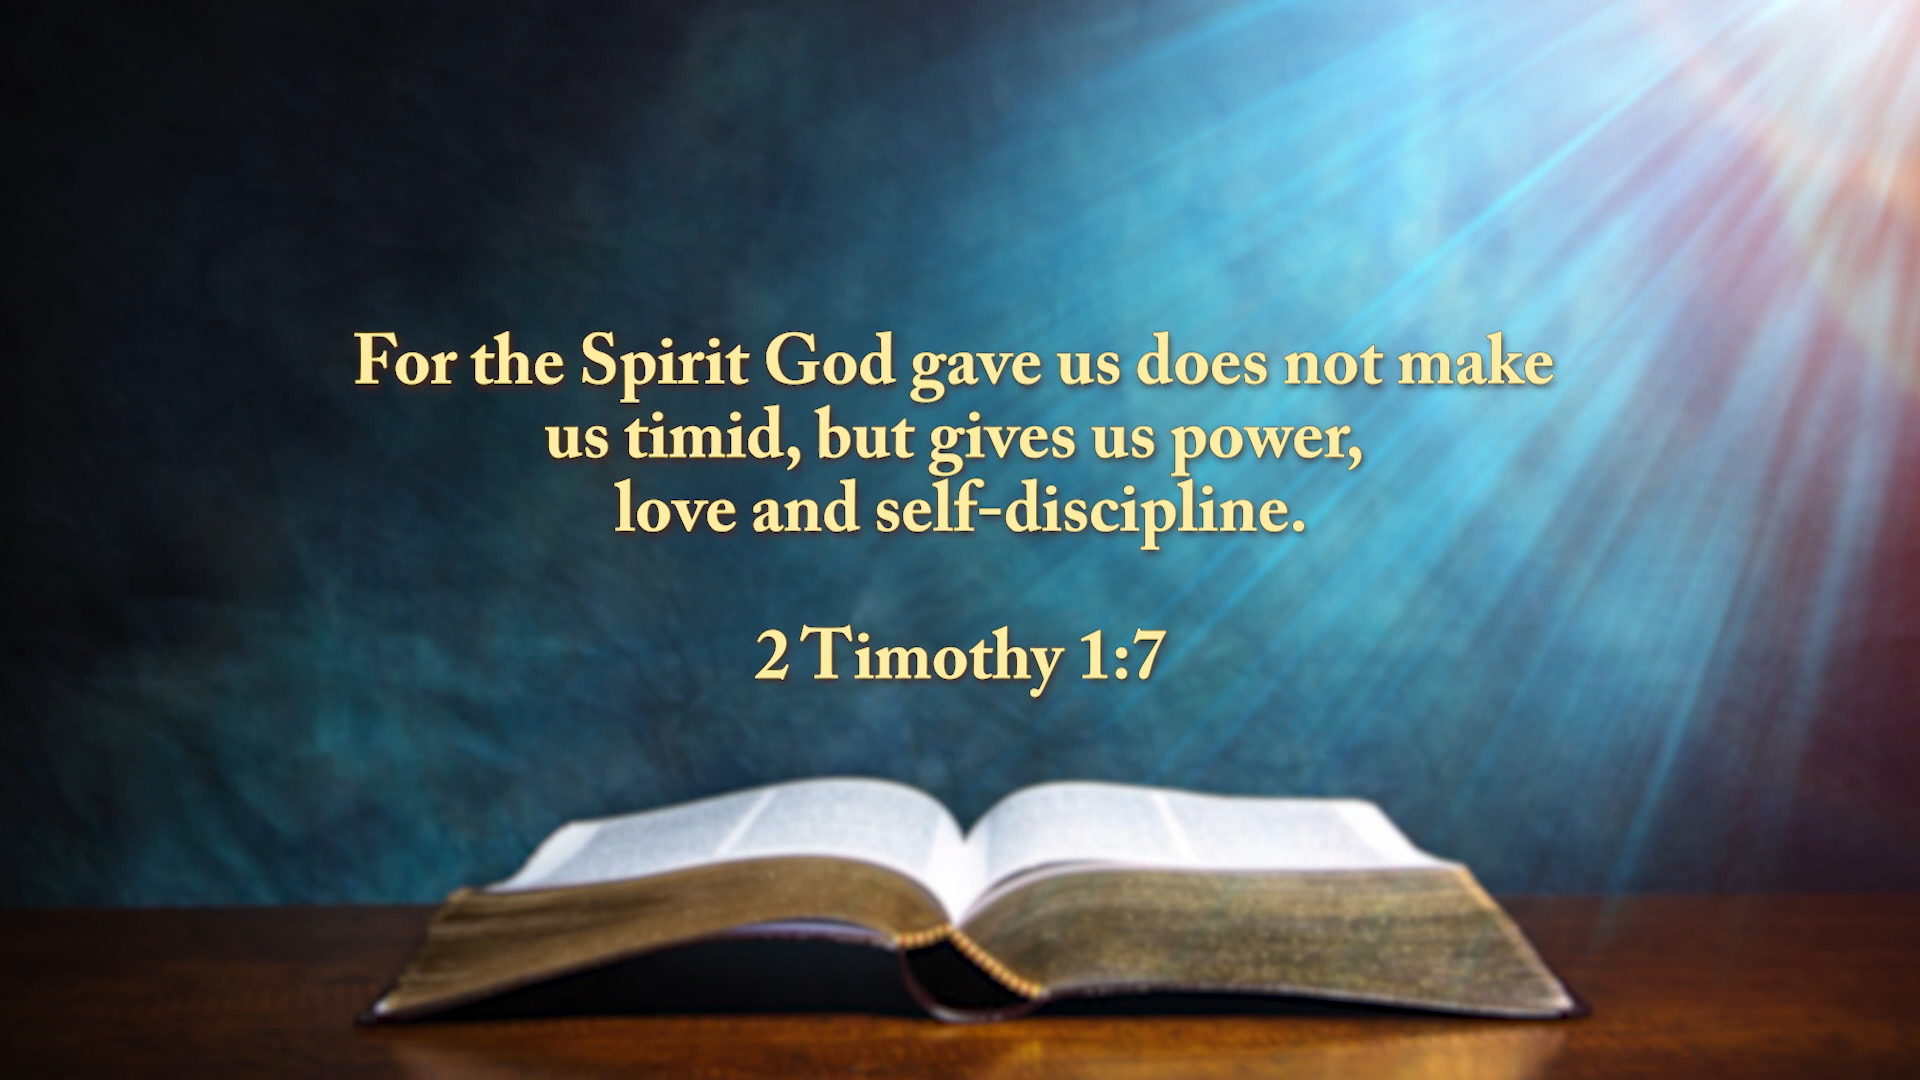 For the Spirit God gave us does not make
us timid, but gives us power,
love and self-discipline.
2 Timothy 1:7